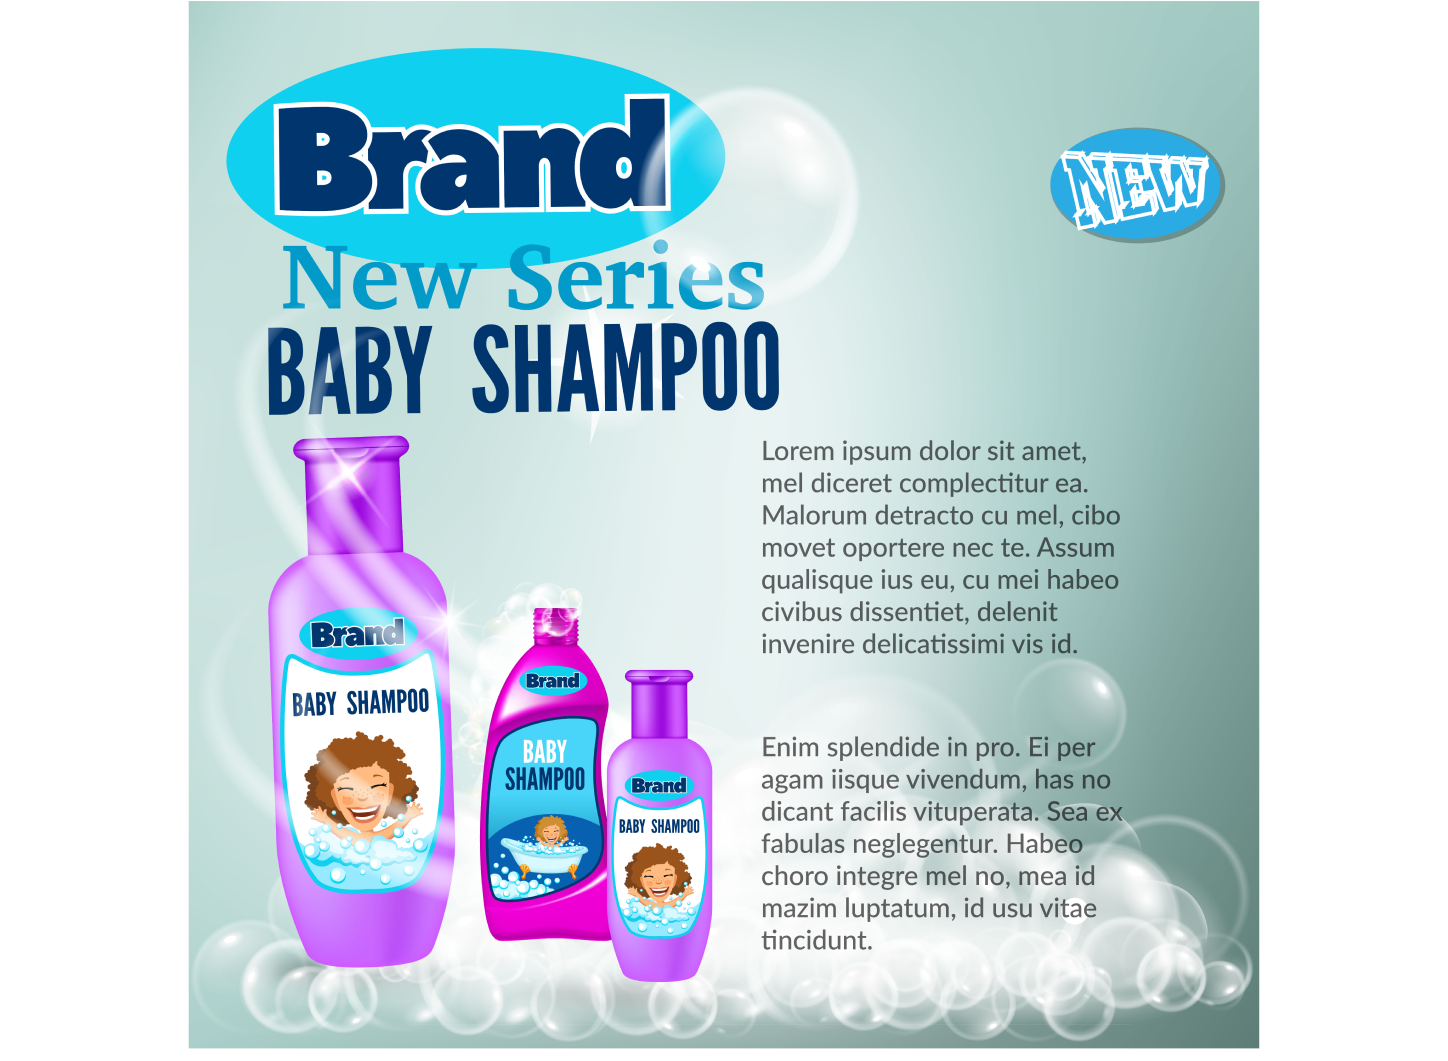 Brand
NEW
New Series
BABY SHAMPOO
Lorem ipsum dolor sit amet,
mel diceret complectitur ea.
Malorum detracto cu mel, cibo
movet oportere nec te. Assum
qualisque ius eu, cu mei habeo
civibus dissentiet, delenit
invenire delicatissimi vis id.
Enim splendide in pro. Ei per
agam iisque vivendum, has no
dicant facilis vituperata. Sea ex
fabulas neglegentur. Habeo
choro integre mel no, mea id
mazim luptatum, id usu vitae
tincidunt.
Brand
BABY SHAMPOO
Brand
BABY
SHAMPOO
Brand
BABY SHAMPOO